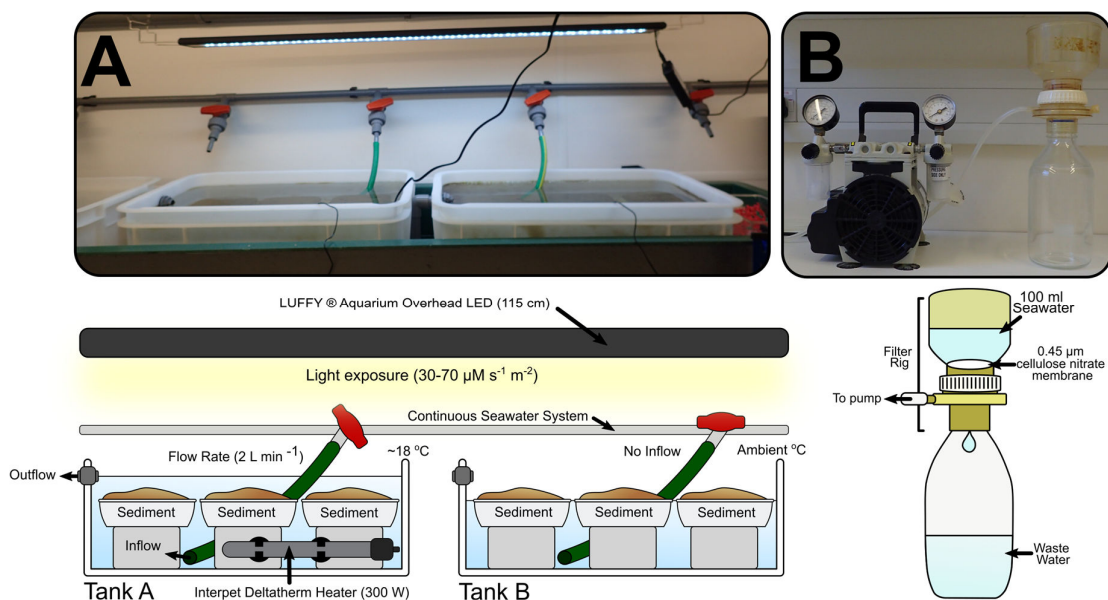 A
B
LUFFY ® Aquarium Overhead LED (115 cm)
Light exposure (30-70 µM s⁻¹ m⁻²)
Continuous Seawater System
Flow Rate (2 L min ⁻¹)
~18 ºC
Outflow
Sediment
Sediment
Sediment
Inflow
Tank A
Interpet Deltatherm Heater (300 W)
No Inflow
Ambient ºC
Sediment
Sediment
Sediment
Tank B
100 ml
Seawater
Filter
Rig
0.45 µm
cellulose nitrate
membrane
To pump
Waste
Water